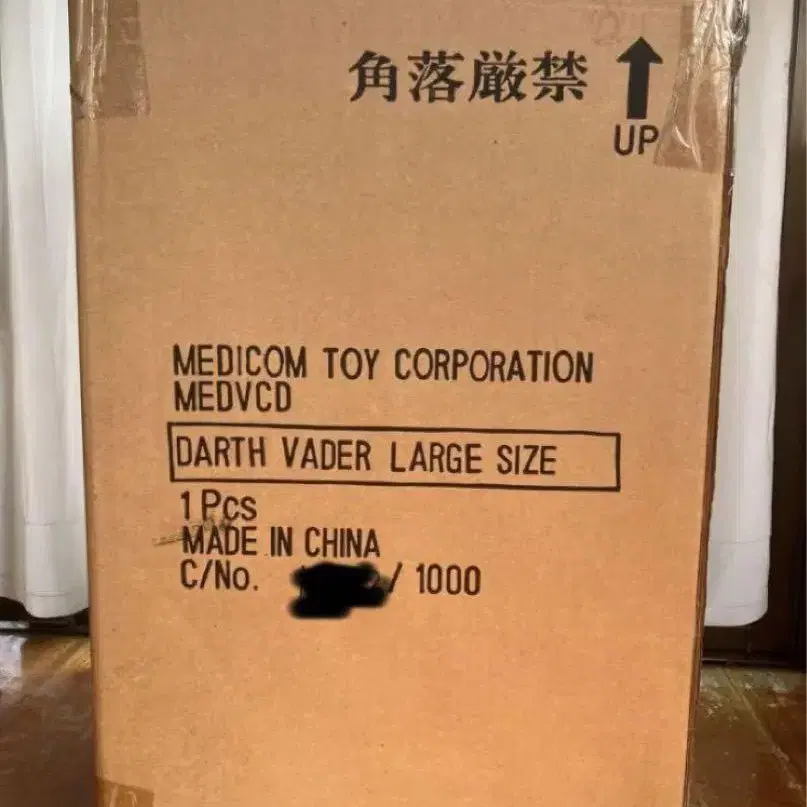 角落厳禁
UP
MEDICOM TOY CORPORATION
MEDVCD
DARTH VADER LARGE SIZE
1 Pcs
MADE IN CHINA
C/No. / 1000